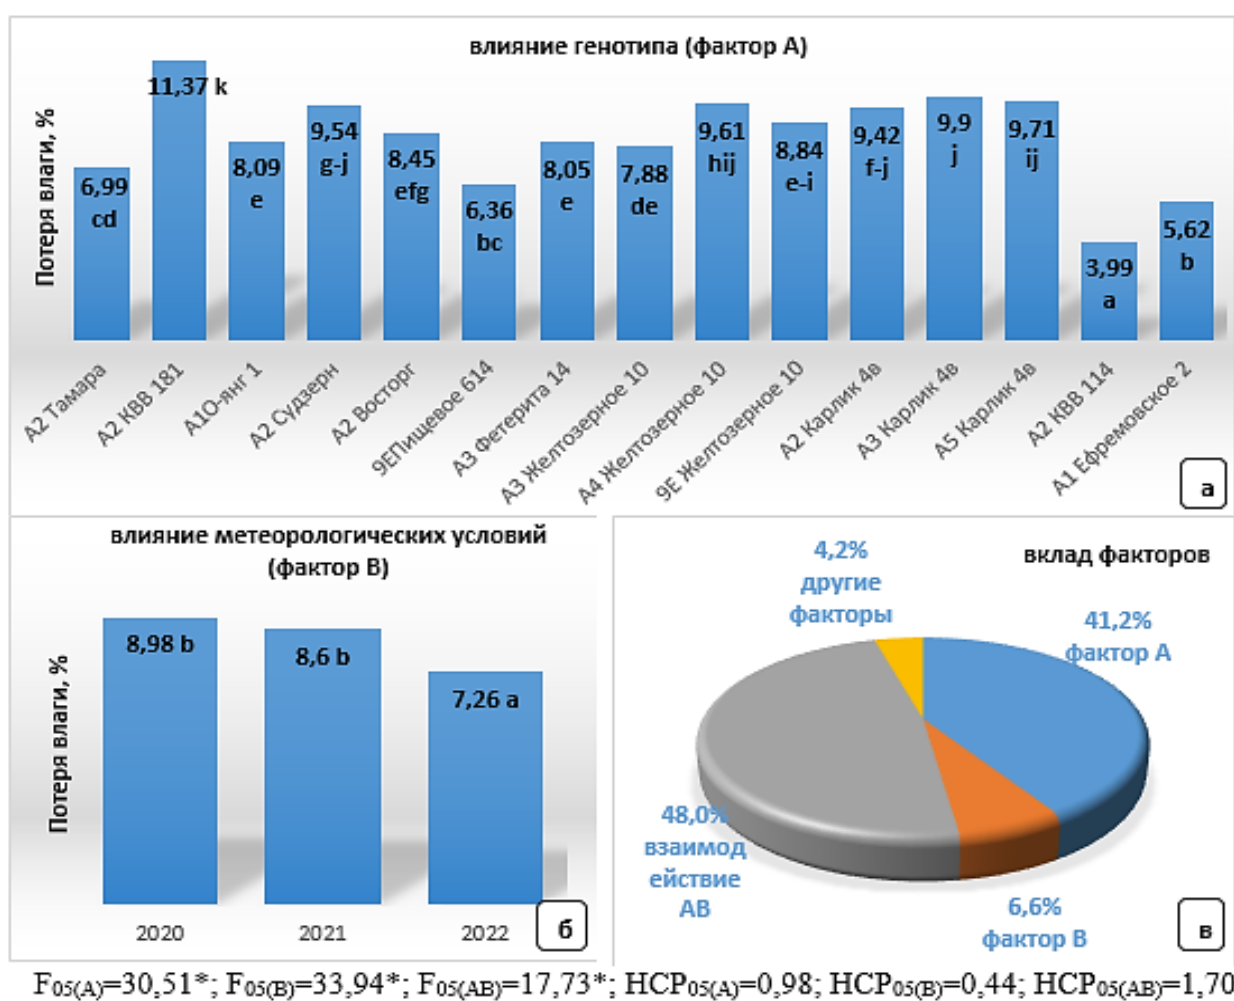 влияние генотипа (фактор А)
Потеря влаги, %
6,99
cd
11,37 k
8,09
e
9,54
g-j
8,45
efg
6,36
bc
8,05
e
7,88
de
9,61
hij
8,84
e-i
9,42
f-j
9,9
j
9,71
ij
3,99
a
5,62
b
А2 Тамара
А2 КВВ 181
А1О-янг 1
А2 Судзерн
А2 Восторг
9ЕПищевое 614
А3 Фетерита 14
А3 Желтозерное 10
А4 Желтозерное 10
9Е Желтозерное 10
А2 Карлик 4в
А3 Карлик 4в
А5 Карлик 4в
А2 КВВ 114
А1 Ефремовское 2
а
влияние метеорологических условий
(фактор В)
Потеря влаги, %
8,98 b
8,6 b
7,26 a
2020
2021
2022
б
вклад факторов
4,2%
другие
факторы
41,2%
фактор А
48,0%
взаимод
ействие
АВ
6,6%
фактор В
в
F05(A)=30,51*; F05(B)=33,94*; F05(AB)=17,73*; НСР05(A)=0,98; НСР05(B)=0,44; НСР05(AB)=1,70